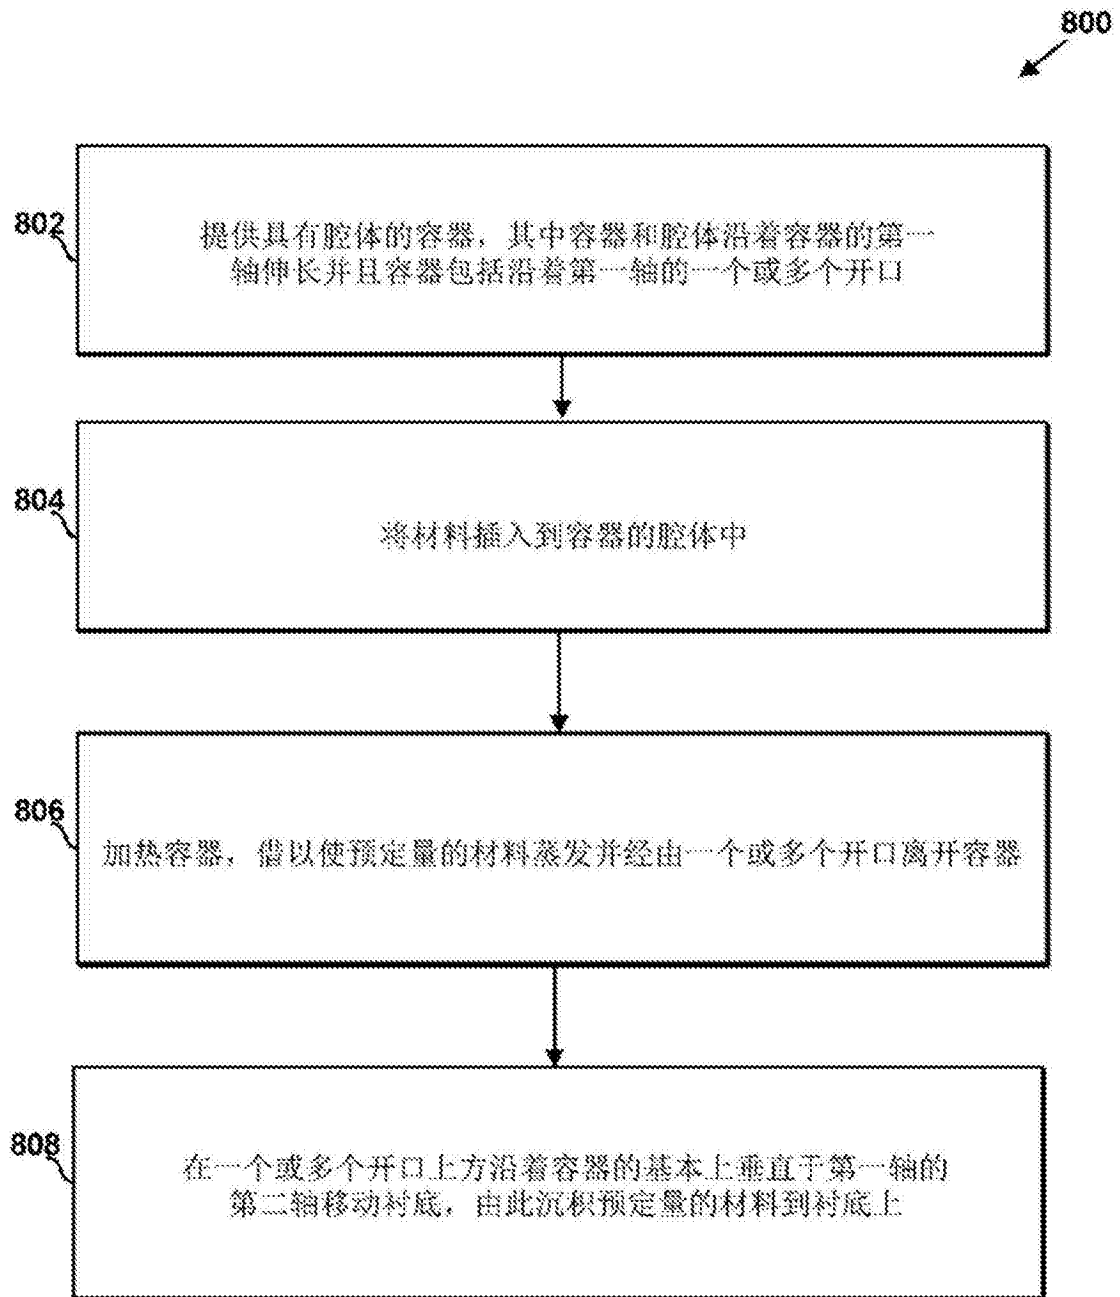 800
802
提供具有腔体的容器，其中容器和腔体沿着容器的第一
轴伸长并且容器包括沿着第一轴的一个或多个开口
804
将材料插入到容器的腔体中
806
加热容器，借以使预定量的材料蒸发并经由一个或多个开口离开容器
808
在一个或多个开口上方沿着容器的基本上垂直于第一轴的
第二轴移动衬底，由此沉积预定量的材料到衬底上